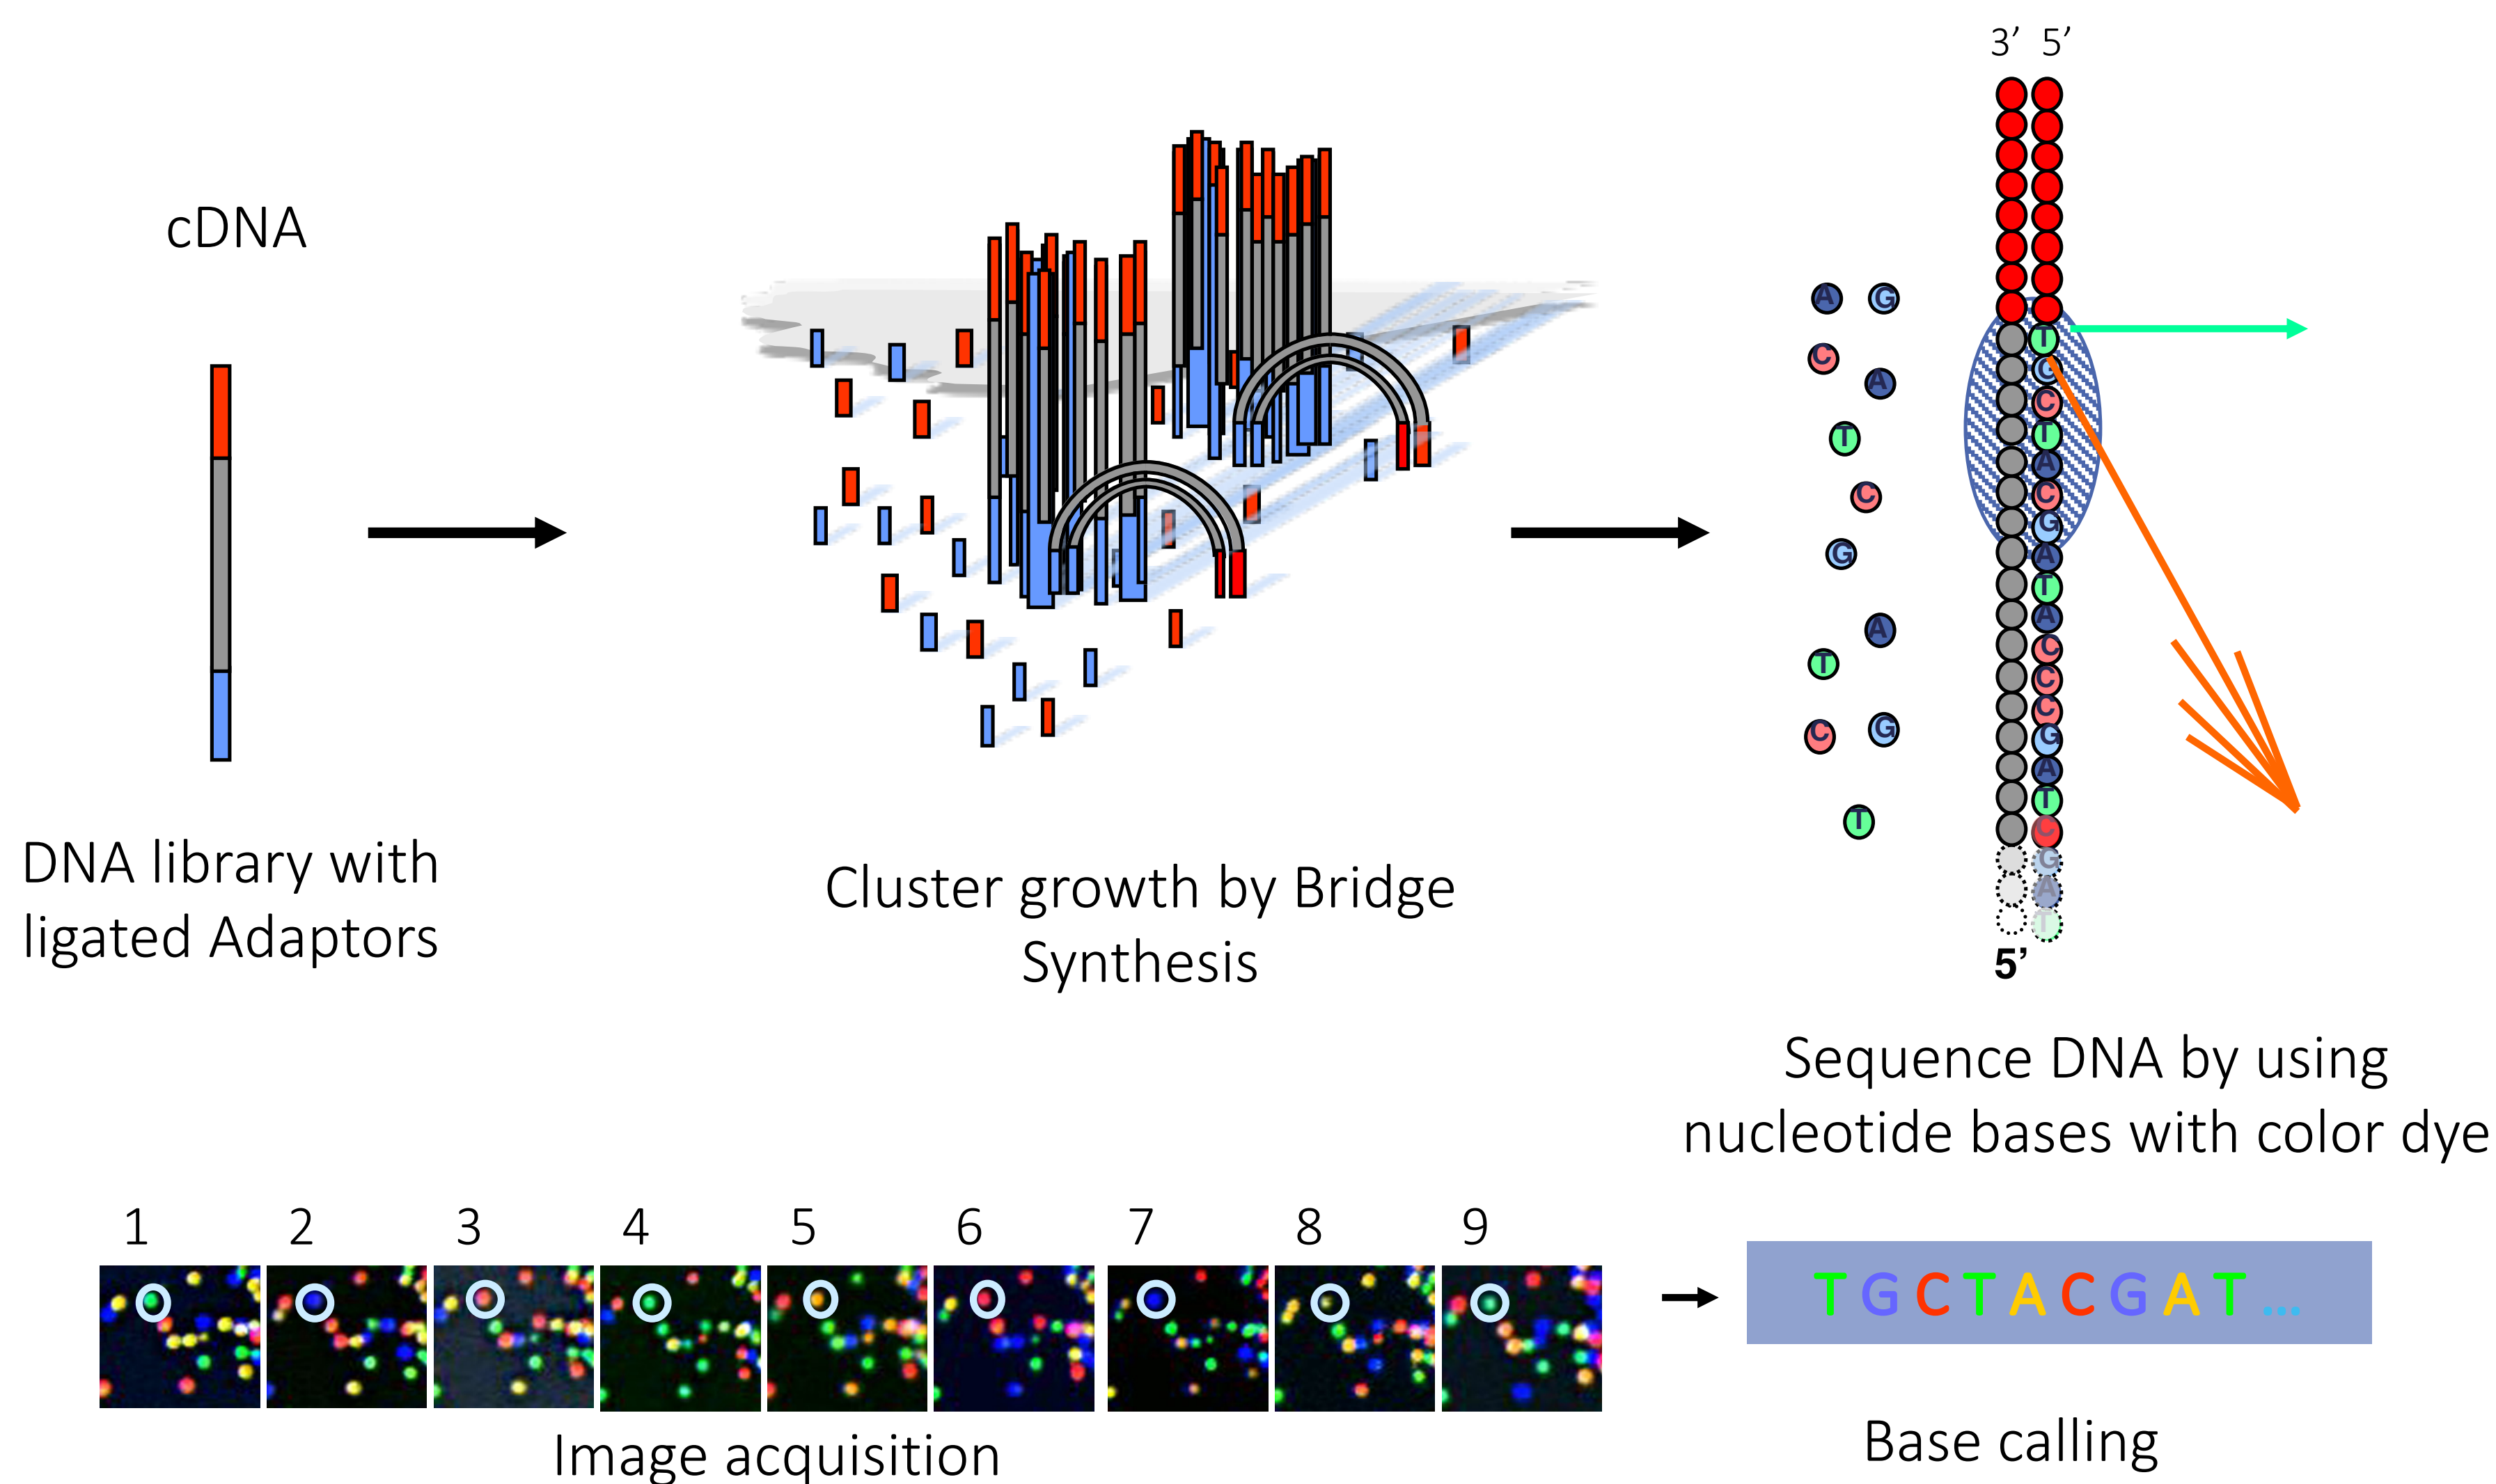 3’ 5’
cDNA
A G
C
A
T
C
G
A
T
C G
T
T
G
C
T
A
C
G
A
T
A
C
C
C
G
A
T
C
G
A
T
5’
DNA library with
ligated Adaptors
Cluster growth by Bridge
Synthesis
Sequence DNA by using
nucleotide bases with color dye
1 2 3 4 5 6 7 8 9
T G C T A C G A T ...
Image acquisition
Base calling